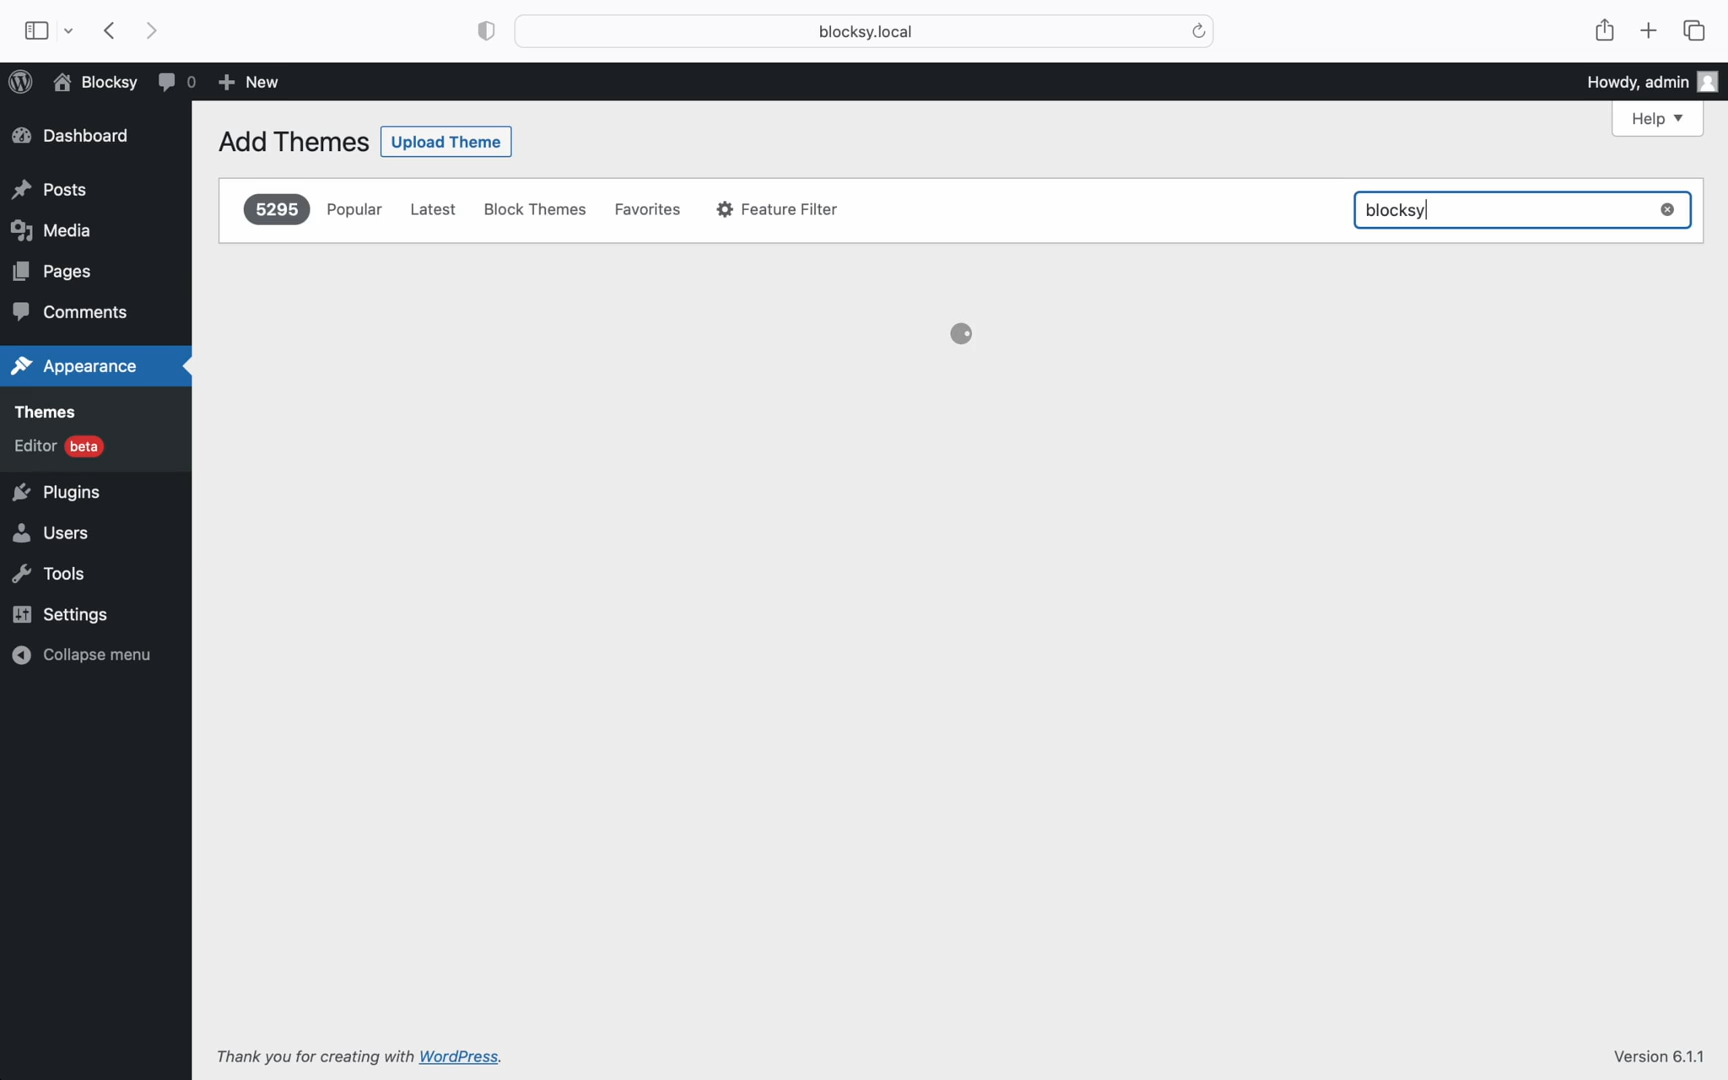 blocksy.local
Blocksy 0 New Howdy, admin
Help
Add Themes Upload Theme
5295 Popular Latest Block Themes Favorites Feature Filter blocksy
Dashboard
Posts
Media
Pages
Comments
Appearance
Themes
Editor beta
Plugins
Users
Tools
Settings
Collapse menu
Thank you for creating with WordPress. Version 6.1.1